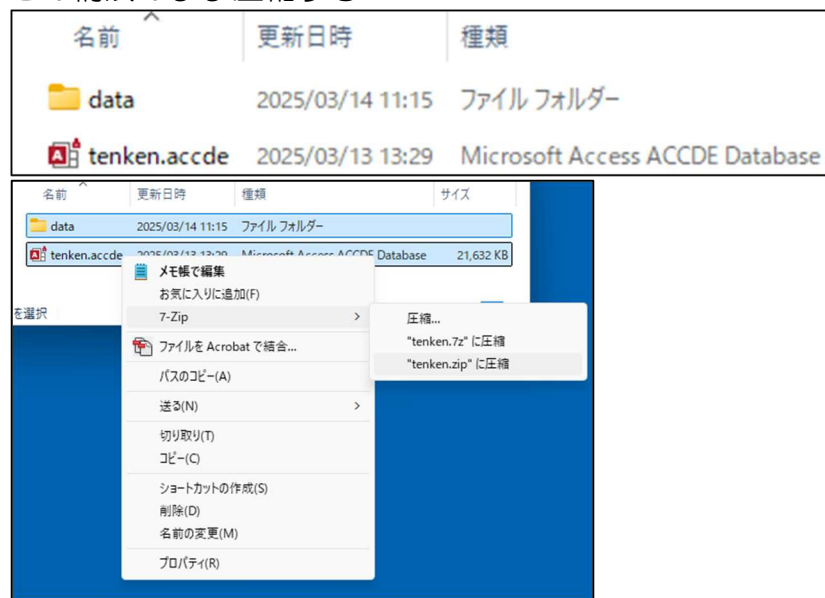 名前 更新日時 種類
data 2025/03/14 11:15 ファイル フォルダー
tenken.accde 2025/03/13 13:29 Microsoft Access ACCDE Database
名前 更新日時 種類 サイズ
data 2025/03/14 11:15 ファイル フォルダー
tenken.accde 2025/03/13 13:29 Microsoft Access ACCDE Database 21,632 KB
メモ帳で編集
お気に入りに追加(F)
を選択
7-Zip
圧縮...
"tenken.7z" に圧縮
"tenken.zip" に圧縮
ファイルを Acrobat で結合...
パスのコピー(A)
送る(N)
切り取り(T)
コピー(C)
ショートカットの作成(S)
削除(D)
名前の変更(M)
プロパティ(R)